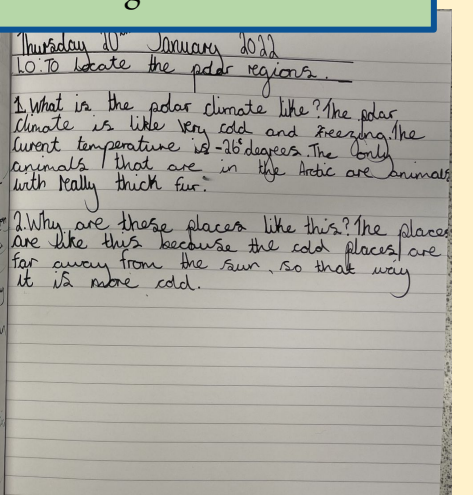 Thursday 20th January 2022
LO: To Locate the polar regions.
1. What is the polar climate like? The polar
climate is like very cold and freezing. The
curent temperature is -26° degrees. The only
animals that are in the Arctic are animals
with really thick fur.
2. Why are these places like this? The places
are like this because the cold places are
far away from the sun, so that way
it is more cold.